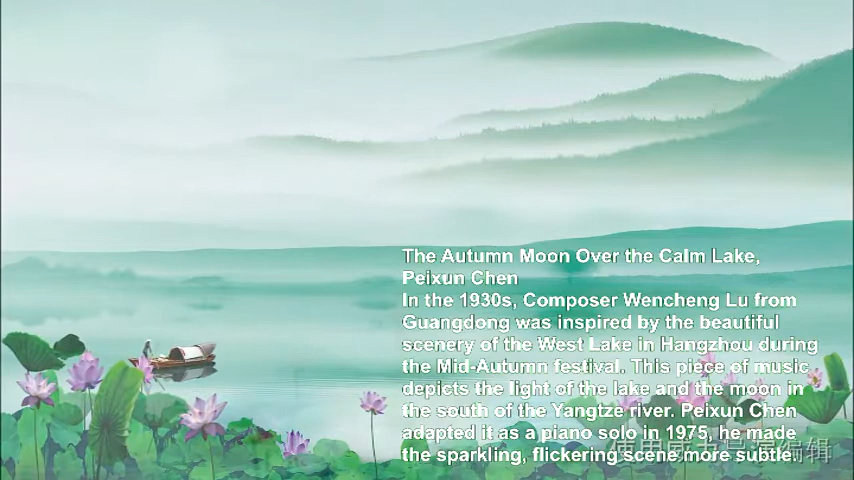 The Autumn Moon Over the Calm Lake,
Peixun Chen
In the 1930s, Composer Wencheng Lu from
Guangdong was inspired by the beautiful
scenery of the West Lake in Hangzhou during
the Mid-Autumn festival. This piece of music
depicts the light of the lake and the moon in
the south of the Yangtze river. Peixun Chen
adapted it as a piano solo in 1975, he made
the sparkling, flickering scene more subtle.